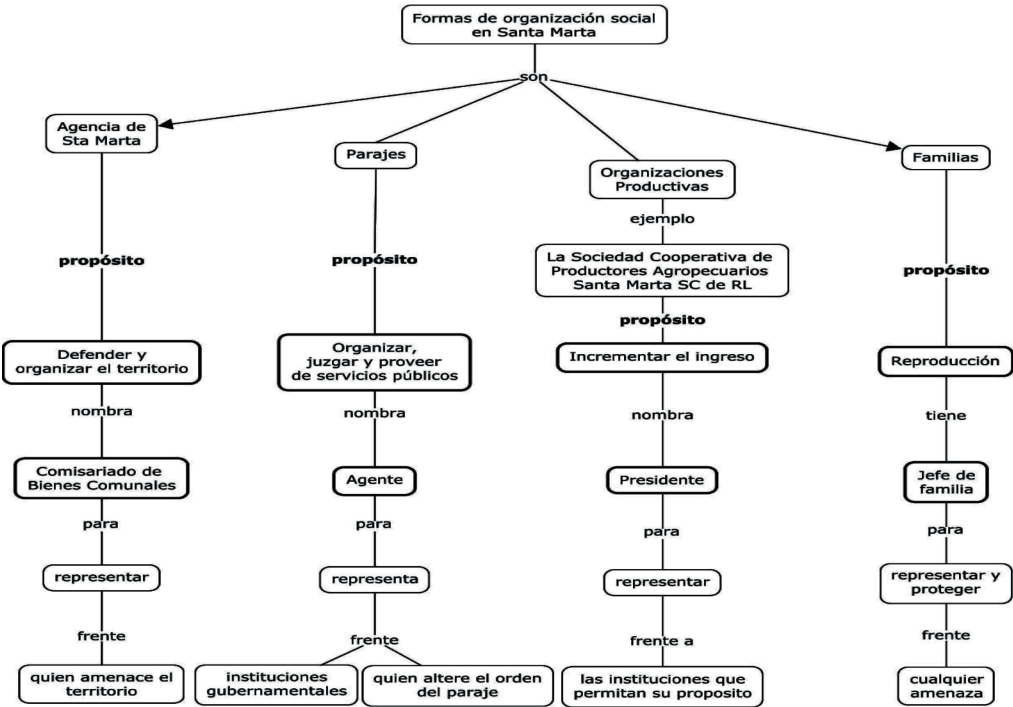 Formas de organización social
en Santa Marta
son
Agencia de
Sta Marta
propósito
Defender y
organizar el territorio
nombra
Comisariado de
Bienes Comunales
para
representar
frente
quien amenace el
territorio
Parajes
propósito
Organizar,
juzgar y proveer
de servicios públicos
nombra
Agente
para
representa
frente
instituciones
gubernamentales
quien altere el orden
del paraje
Organizaciones
Productivas
ejemplo
La Sociedad Cooperativa de
Productores Agropecuarios
Santa Marta SC de RL
propósito
Incrementar el ingreso
nombra
Presidente
para
representar
frente a
las instituciones que
permitan su proposito
Familias
propósito
Reproducción
tiene
Jefe de
familia
para
representar y
proteger
frente
cualquier
amenaza